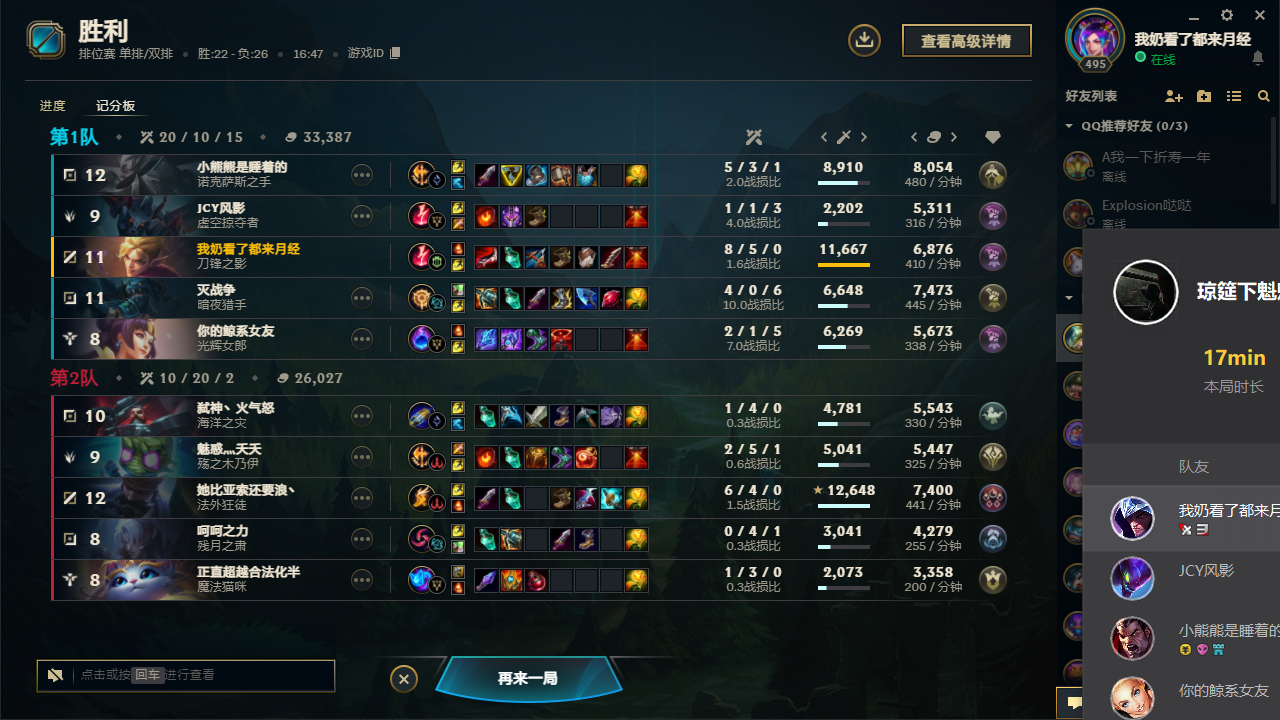 胜利
排位赛 单排/双排 • 胜:22 - 负:26 • 16:47 • 游戏ID
查看高级详情
我奶看了都来月经
495
在线
好友列表
QQ推荐好友 (0/3)
A我一下折寿一年
离线
Explosion哒哒
离线
进度 记分板
第1队 20 / 10 / 15 33,387
12 小熊熊是睡着的 诺克萨斯之手 5 / 3 / 1 2.0战损比 8,910 8,054 480 / 分钟
9 JCY风影 虚空掠夺者 1 / 1 / 3 4.0战损比 2,202 5,311 316 / 分钟
11 我奶看了都来月经 刀锋之影 8 / 5 / 0 1.6战损比 11,667 6,876 410 / 分钟
11 灭战争 暗夜猎手 4 / 0 / 6 10.0战损比 6,648 7,473 445 / 分钟
8 你的鲸系女友 光辉女郎 2 / 1 / 5 7.0战损比 6,269 5,673 338 / 分钟
第2队 10 / 20 / 2 26,027
10 弑神丶火气怒 海洋之灾 1 / 4 / 0 0.3战损比 4,781 5,543 330 / 分钟
9 魅惑灬天天 殇之木乃伊 2 / 5 / 1 0.6战损比 5,041 5,447 325 / 分钟
12 她比亚索还要浪丶 法外狂徒 6 / 4 / 0 1.5战损比 12,648 7,400 441 / 分钟
8 呵呵之力 残月之肃 0 / 4 / 1 0.3战损比 3,041 4,279 255 / 分钟
8 正直超越合法化半 魔法猫咪 1 / 3 / 0 0.3战损比 2,073 3,358 200 / 分钟
点击或按 回车 进行查看
再来一局
琼筵下魁
17min
本局时长
队友
我奶看了都来月
JCY风影
小熊熊是睡着的
你的鲸系女友